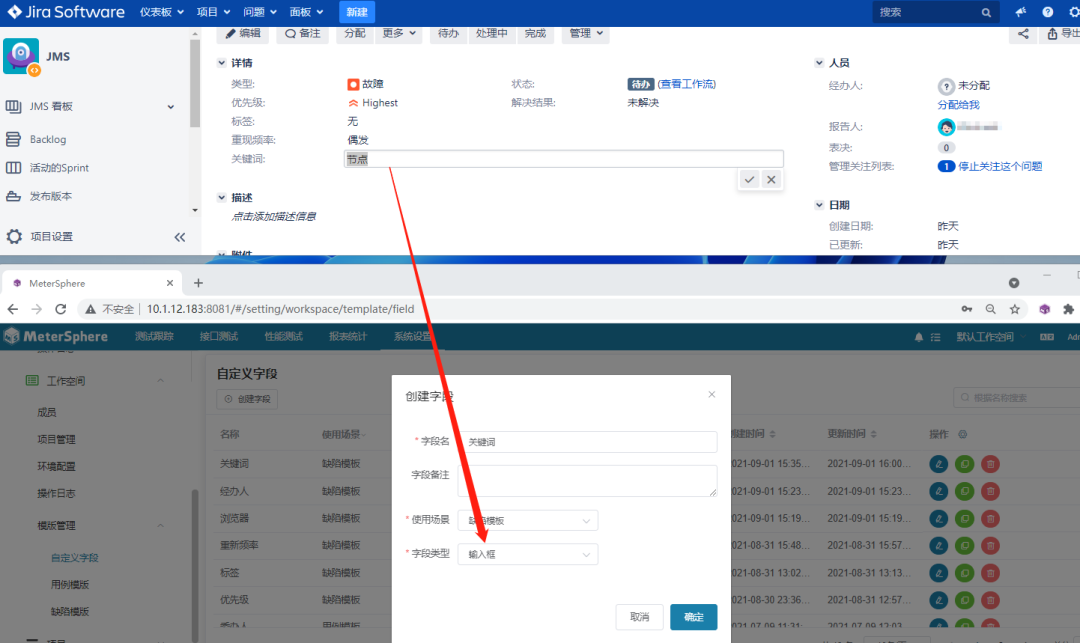 Jira Software 仪表板 项目 问题 面板 新建 搜索
编辑 备注 分配 更多 待办 处理中 完成 管理 导出
JMS
JMS 看板
Backlog
活动的Sprint
发布版本
项目设置
详情
类型: 故障 状态: 待办 (查看工作流)
优先级: Highest 解决结果: 未解决
标签: 无
重现频率: 偶发
关键词: 节点
描述
点击添加描述信息
附件
人员
经办人: 未分配
分配给我
报告人:
表决: 0
管理关注列表: 1 停止关注这个问题
日期
创建日期: 昨天
已更新: 昨天
MeterSphere
不安全 10.1.12.183:8081/#/setting/workspace/template/field
MeterSphere 测试跟踪 接口测试 性能测试 报表统计 系统设置 默认工作空间
工作空间
成员
项目管理
环境配置
操作日志
模版管理
自定义字段
用例模版
缺陷模版
自定义字段
创建字段 根据名称搜索
名称 使用场景 创建时间 更新时间 操作
关键词 缺陷模板 2021-09-01 15:35... 2021-09-01 16:00...
经办人 缺陷模板 2021-09-01 15:23... 2021-09-01 15:23...
浏览器 缺陷模板 2021-09-01 15:19... 2021-09-01 15:19...
重新频率 缺陷模板 2021-08-31 15:48... 2021-08-31 15:57...
标签 缺陷模板 2021-08-31 13:02... 2021-08-31 13:13...
优先级 缺陷模板 2021-08-30 23:36... 2021-08-31 12:57...
创建字段
* 字段名 关键词
字段备注
* 使用场景 缺陷模板
* 字段类型 输入框
取消 确定